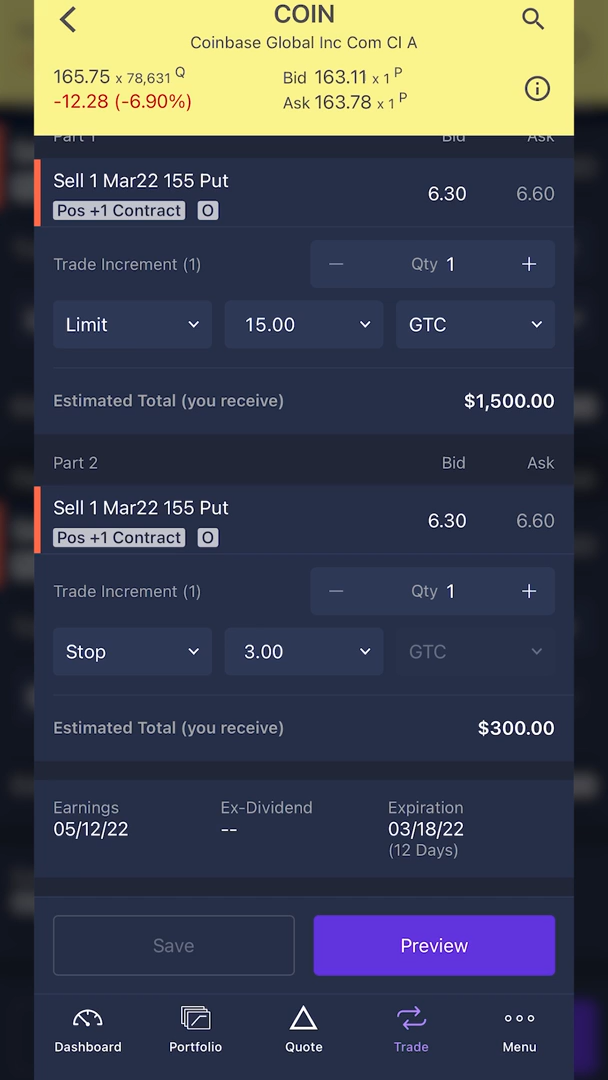 COIN
Coinbase Global Inc Com Cl A
165.75 x 78,631 Q
Bid 163.11 x 1 P
-12.28 (-6.90%)
Ask 163.78 x 1 P
Part 1 Bid Ask
Sell 1 Mar22 155 Put
6.30 6.60
Pos +1 Contract O
Trade Increment (1) Qty 1
Limit 15.00 GTC
Estimated Total (you receive) $1,500.00
Part 2 Bid Ask
Sell 1 Mar22 155 Put
6.30 6.60
Pos +1 Contract O
Trade Increment (1) Qty 1
Stop 3.00 GTC
Estimated Total (you receive) $300.00
Earnings Ex-Dividend Expiration
05/12/22 -- 03/18/22
(12 Days)
Save Preview
Dashboard Portfolio Quote Trade Menu